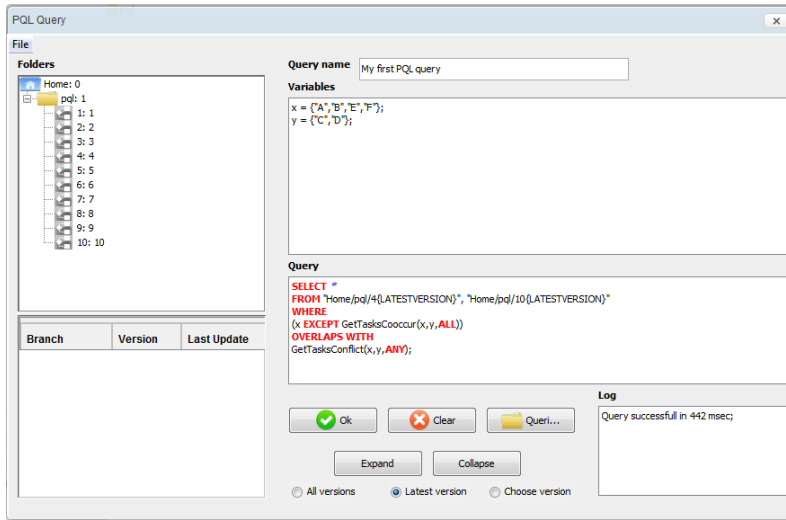 PQL Query
File
Folders
Home: 0
pql: 1
1: 1
2: 2
3: 3
4: 4
5: 5
6: 6
7: 7
8: 8
9: 9
10: 10
Branch Version Last Update
Query name My first PQL query
Variables
x = {"A","B","E","F"};
y = {"C","D"};
Query
SELECT *
FROM "Home/pql/4{LATESTVERSION}", "Home/pql/10{LATESTVERSION}"
WHERE
(x EXCEPT GetTasksCooccur(x,y,ALL))
OVERLAPS WITH
GetTasksConflict(x,y,ANY);
Ok Clear Queri...
Expand Collapse
All versions Latest version Choose version
Log
Query successfull in 442 msec;